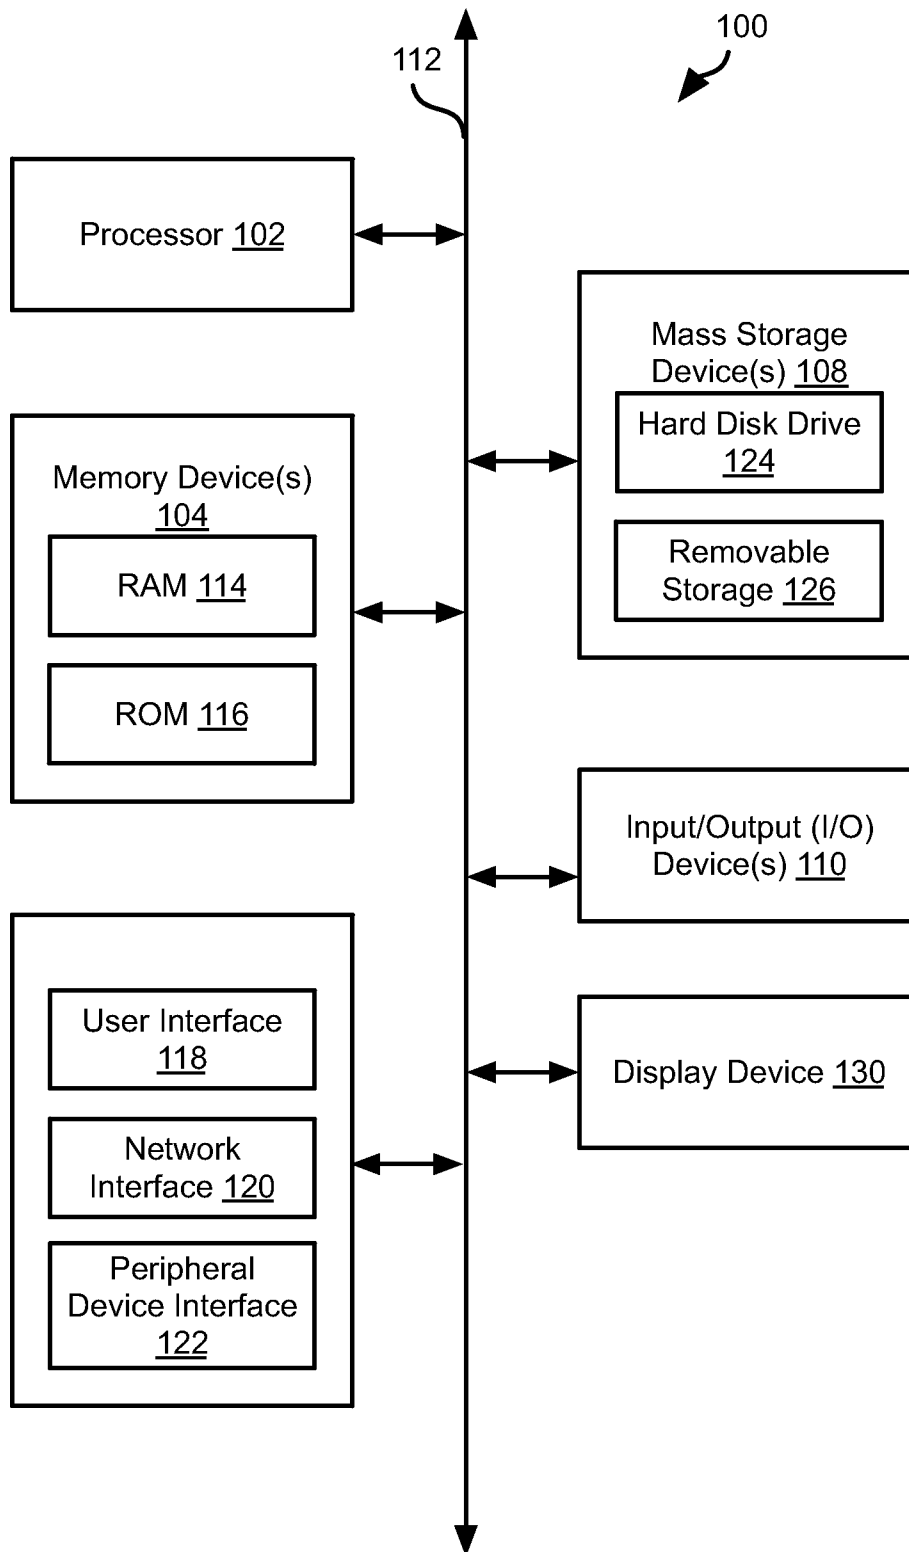 100
112
Processor 102
Mass Storage
Device(s) 108
Hard Disk Drive
124
Removable
Storage 126
Memory Device(s)
104
RAM 114
ROM 116
Input/Output (I/O)
Device(s) 110
User Interface
118
Network
Interface 120
Peripheral
Device Interface
122
Display Device 130